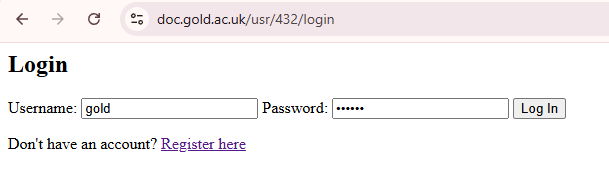 doc.gold.ac.uk/usr/432/login
Login
Username: gold Password: •••••• Log In
Don't have an account? Register here